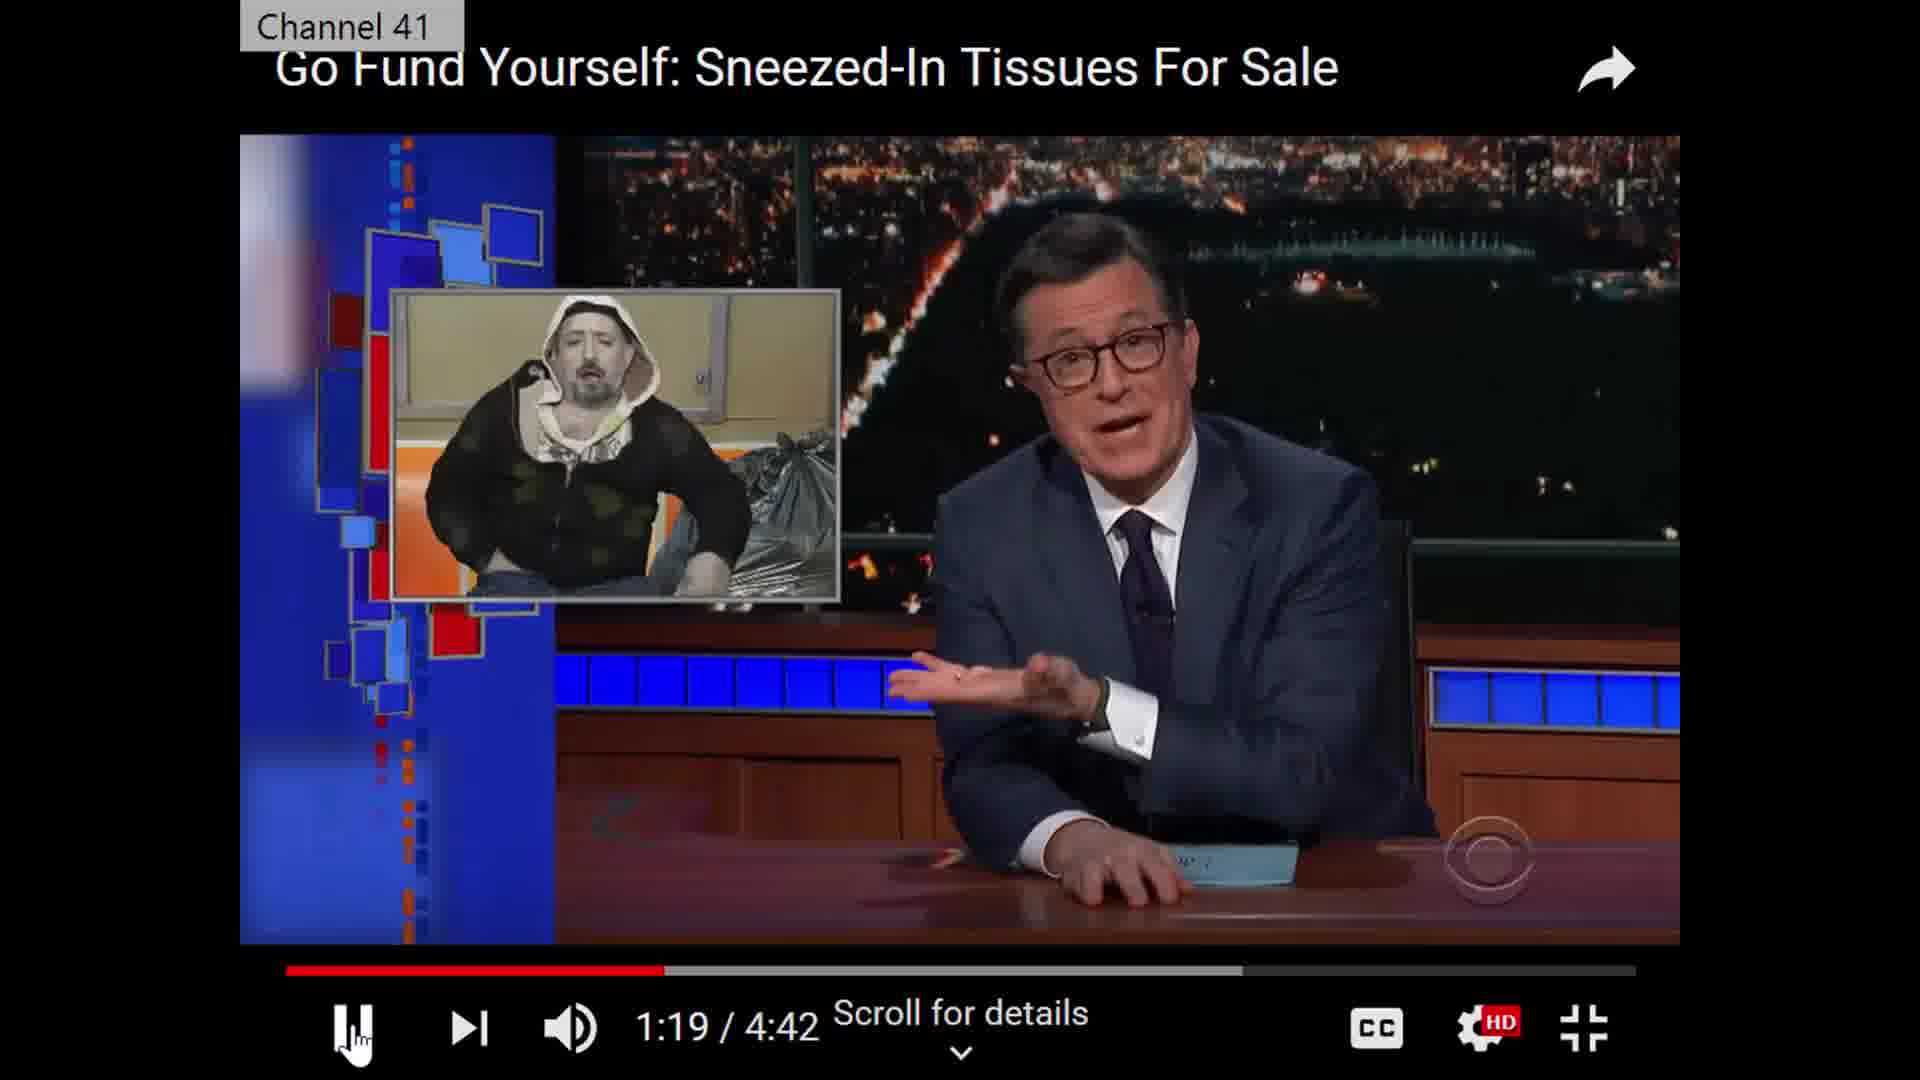 Channel 41
Go Fund Yourself: Sneezed-In Tissues For Sale
1:19 / 4:42
Scroll for details
CC
HD